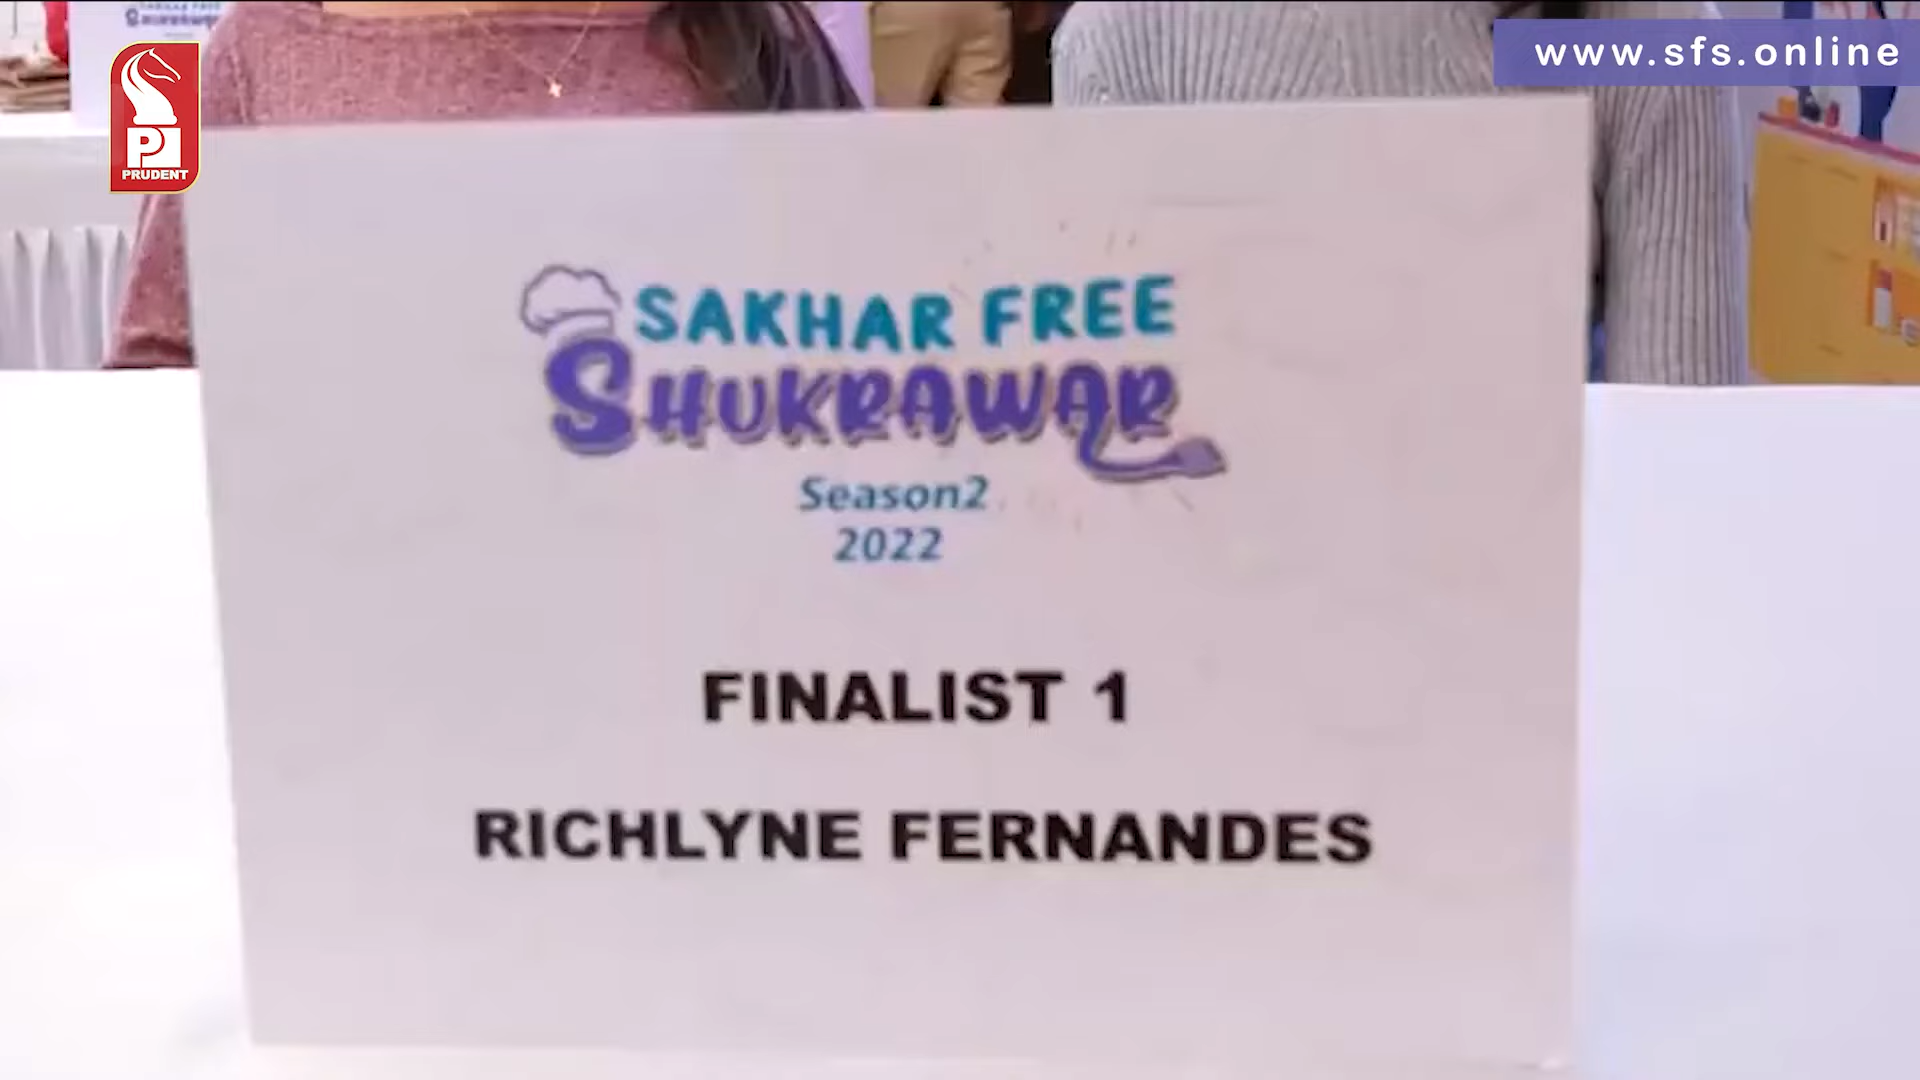 www.sfs.online
PRUDENT
SAKHAR FREE
SHUKRAWAR
Season2
2022
FINALIST 1
RICHLYNE FERNANDES